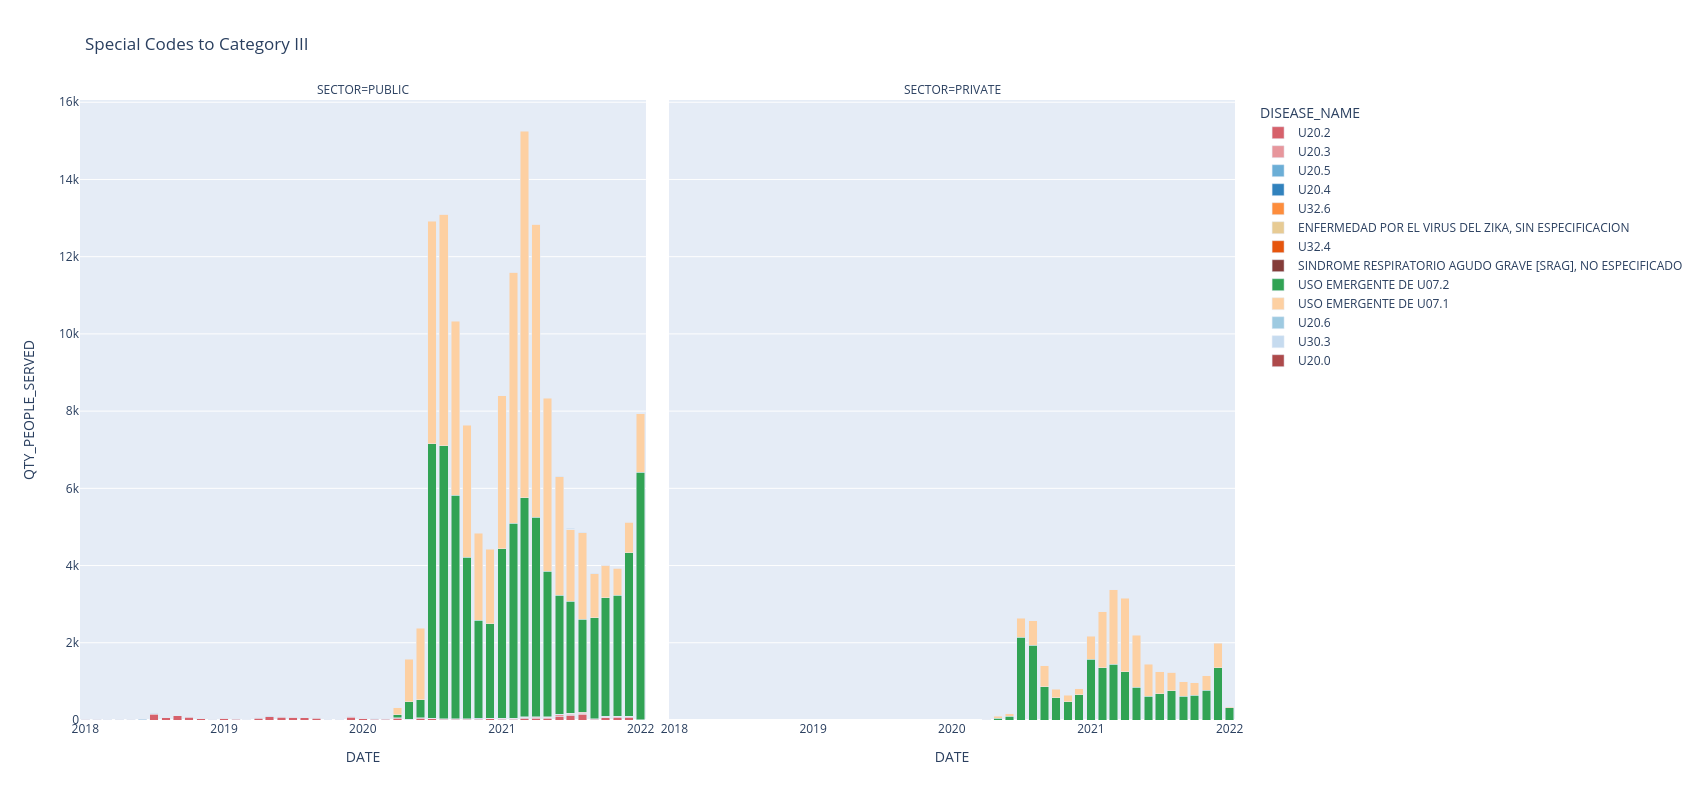 Special Codes to Category III
SECTOR=PUBLIC
SECTOR=PRIVATE
16k
14k
12k
10k
8k
6k
4k
2k
0
QTY_PEOPLE_SERVED
2018
2019
2020
2021
2022
2018
2019
2020
2021
2022
DATE
DATE
DISEASE_NAME
U20.2
U20.3
U20.5
U20.4
U32.6
ENFERMEDAD POR EL VIRUS DEL ZIKA, SIN ESPECIFICACION
U32.4
SINDROME RESPIRATORIO AGUDO GRAVE [SRAG], NO ESPECIFICADO
USO EMERGENTE DE U07.2
USO EMERGENTE DE U07.1
U20.6
U30.3
U20.0